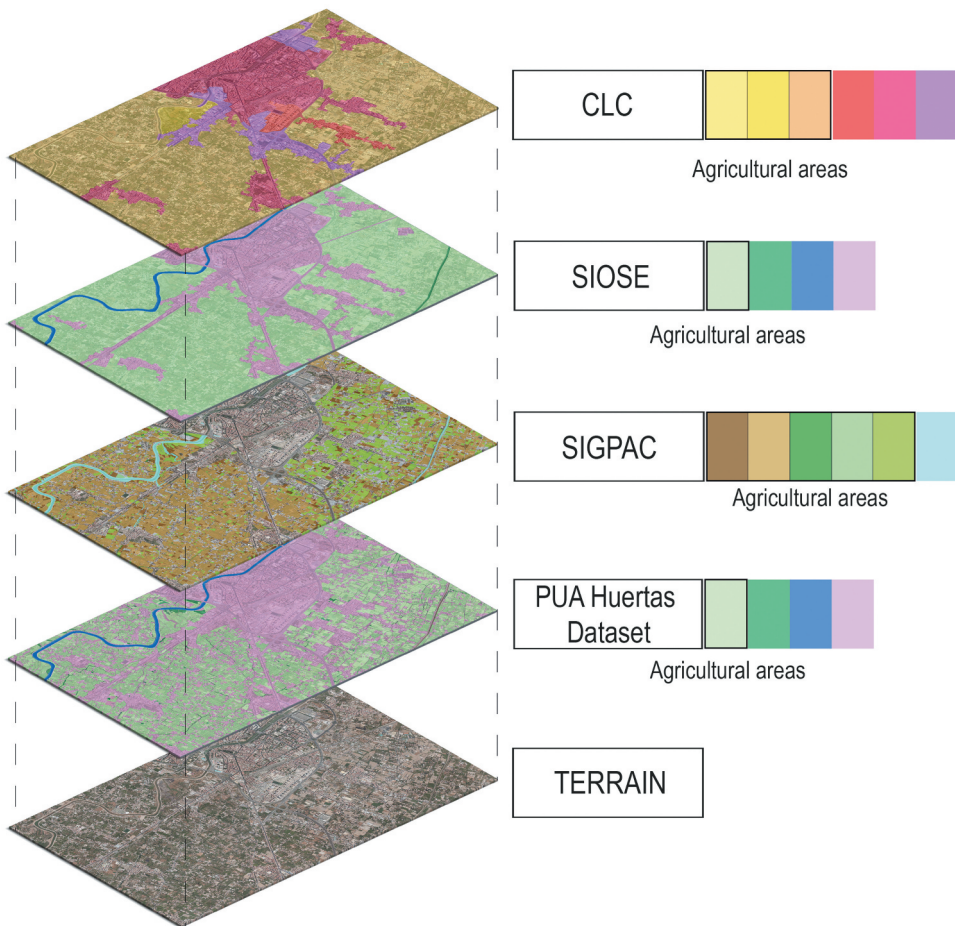 CLC
Agricultural areas
SIOSE
Agricultural areas
SIGPAC
Agricultural areas
PUA Huertas
Dataset
Agricultural areas
TERRAIN